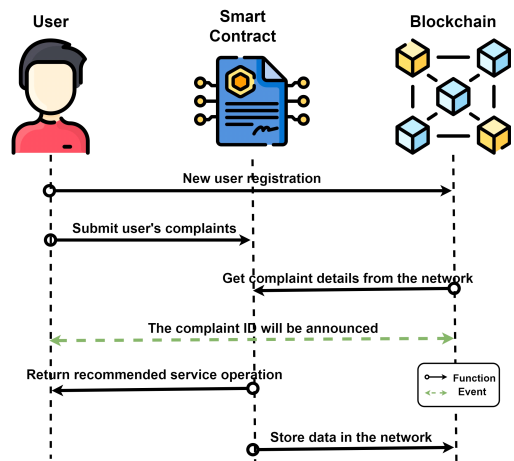 User
Smart
Contract
Blockchain
New user registration
Submit user's complaints
Get complaint details from the network
The complaint ID will be announced
Return recommended service operation
Function
Event
Store data in the network